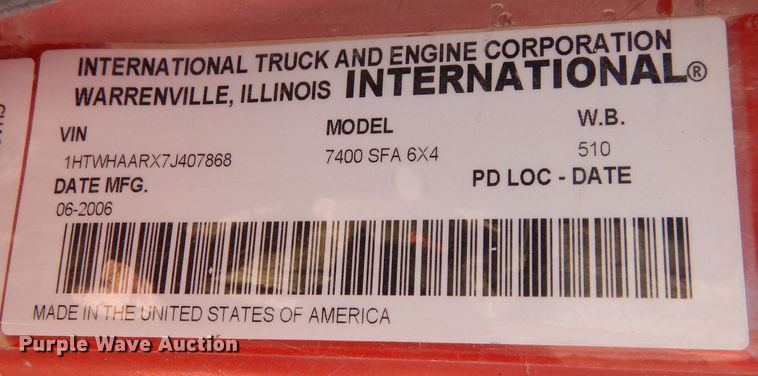 INTERNATIONAL TRUCK AND ENGINE CORPORATION
WARRENVILLE, ILLINOIS INTERNATIONAL®
VIN MODEL W.B.
1HTWHAARX7J407868 7400 SFA 6X4 510
DATE MFG. PD LOC - DATE
06-2006
MADE IN THE UNITED STATES OF AMERICA
Purple Wave Auction